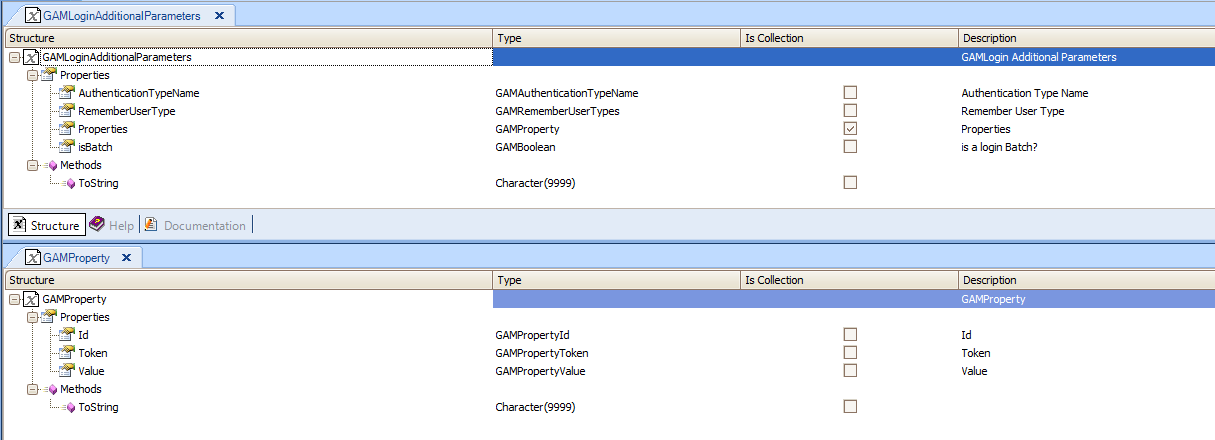 GAMLoginAdditionalParameters
Structure Type Is Collection Description
GAMLoginAdditionalParameters GAMLogin Additional Parameters
Properties
AuthenticationTypeName GAMAuthenticationTypeName Authentication Type Name
RememberUserType GAMRememberUserTypes Remember User Type
Properties GAMProperty Properties
isBatch GAMBoolean is a login Batch?
Methods
ToString Character(9999)
Structure Help Documentation
GAMProperty
Structure Type Is Collection Description
GAMProperty GAMProperty
Properties
Id GAMPropertyId Id
Token GAMPropertyToken Token
Value GAMPropertyValue Value
Methods
ToString Character(9999)